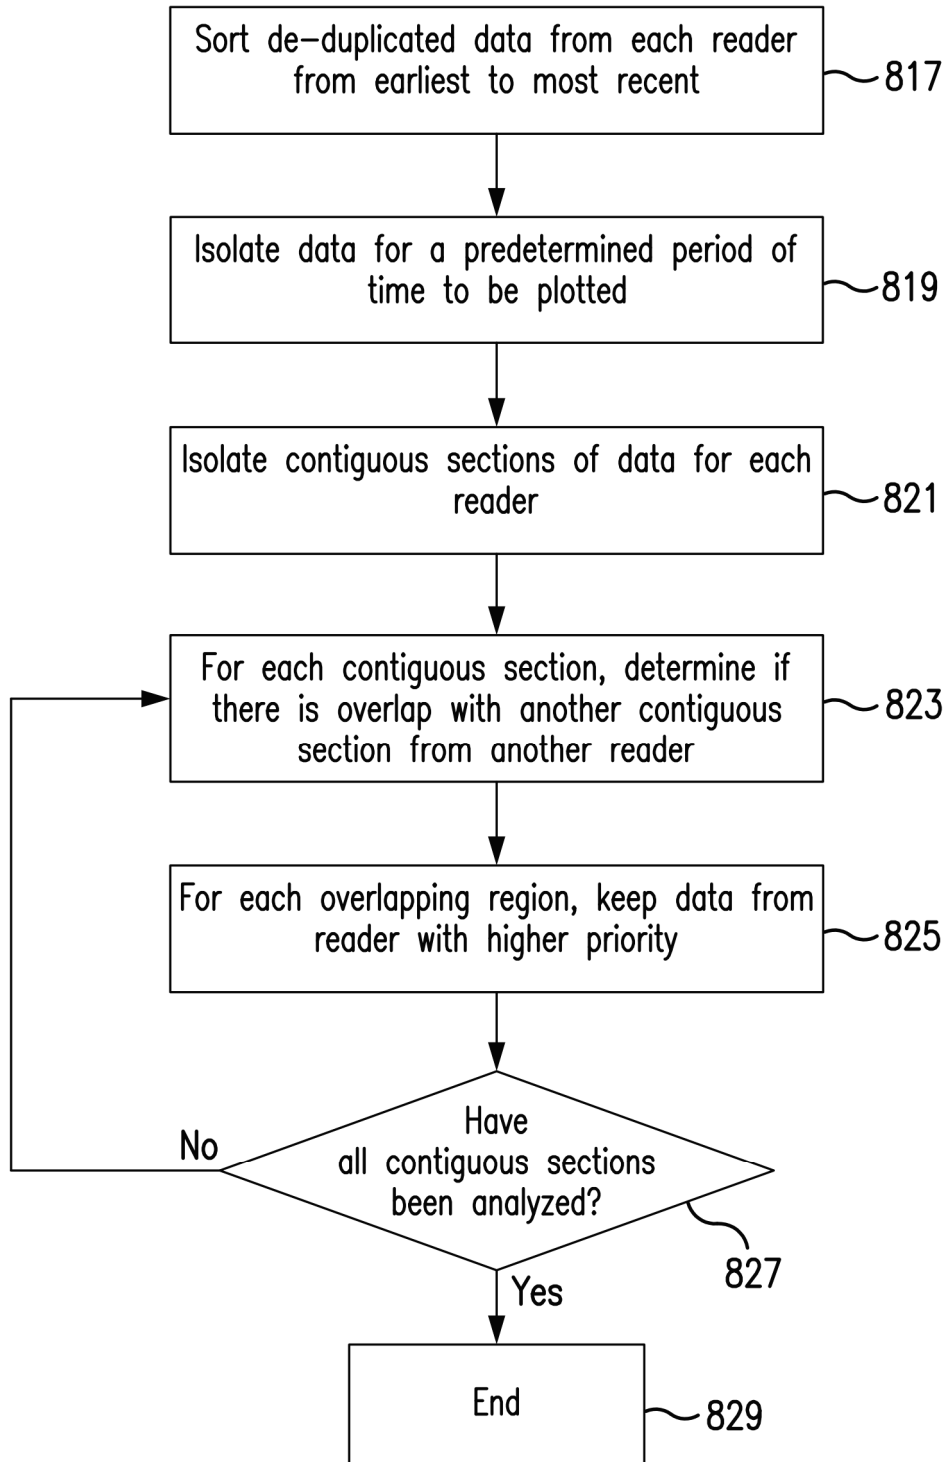 Sort de-duplicated data from each reader
from earliest to most recent
817
Isolate data for a predetermined period of
time to be plotted
819
Isolate contiguous sections of data for each
reader
821
For each contiguous section, determine if
there is overlap with another contiguous
section from another reader
823
For each overlapping region, keep data from
reader with higher priority
825
Have
all contiguous sections
been analyzed?
No
827
Yes
End
829